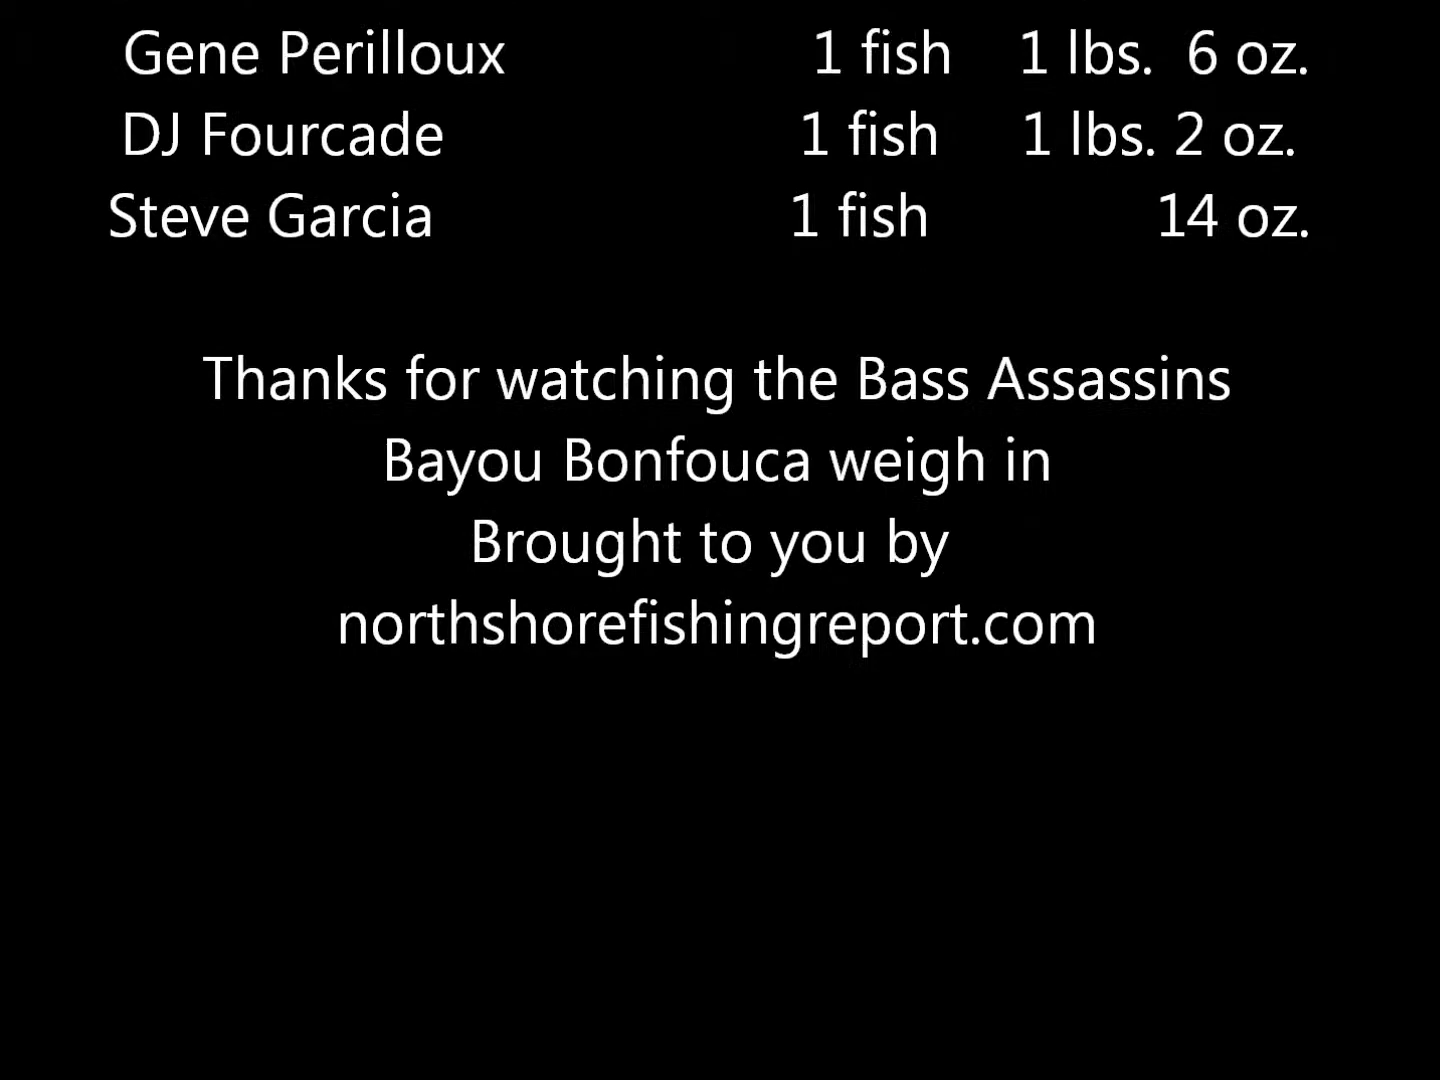 Gene Perilloux 1 fish 1 lbs. 6 oz.
DJ Fourcade 1 fish 1 lbs. 2 oz.
Steve Garcia 1 fish 14 oz.
Thanks for watching the Bass Assassins
Bayou Bonfouca weigh in
Brought to you by
northshorefishingreport.com